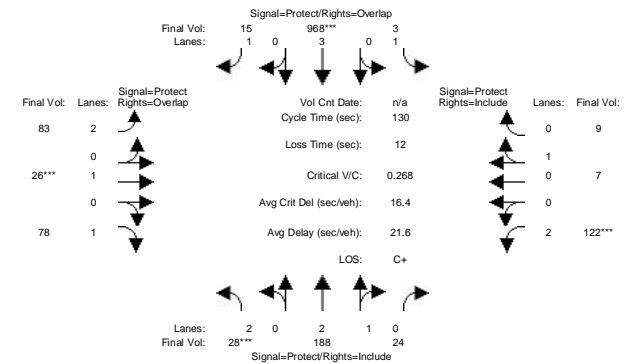 Signal=Protect/Rights=Overlap
Final Vol: 15 968*** 3
Lanes: 1 0 3 0 1
Signal=Protect
Final Vol: Lanes: Rights=Overlap
Vol Cnt Date: n/a
Signal=Protect
Rights=Include Lanes: Final Vol:
Cycle Time (sec): 130
83 2 0 9
Loss Time (sec): 12
0 1
26*** 1 Critical V/C: 0.268 0 7
0 Avg Crit Del (sec/veh): 16.4 0
78 1 Avg Delay (sec/veh): 21.6 2 122***
LOS: C+
Lanes: 2 0 2 1 0
Final Vol: 28*** 188 24
Signal=Protect/Rights=Include